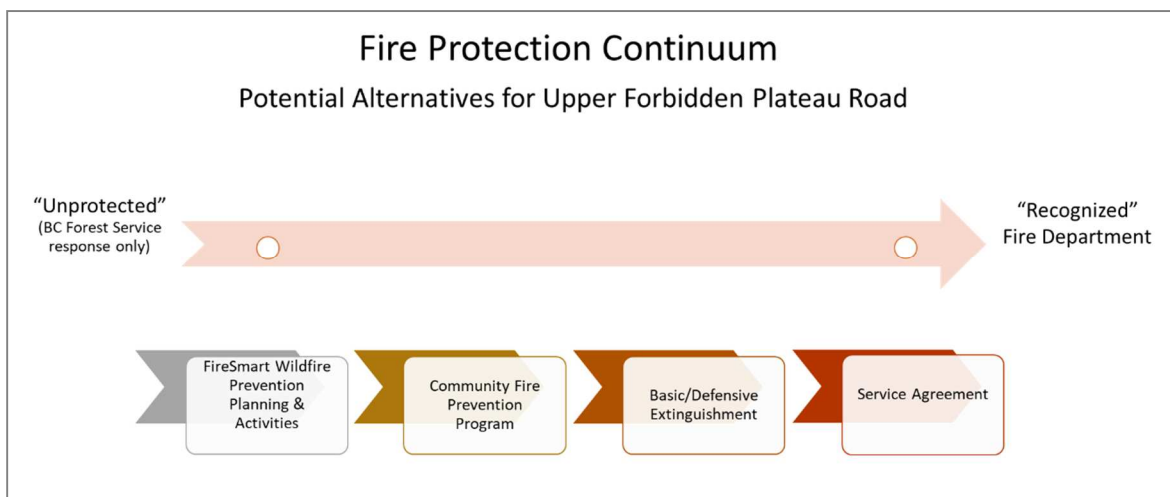 Fire Protection Continuum
Potential Alternatives for Upper Forbidden Plateau Road
“Unprotected”
(BC Forest Service
response only)
“Recognized”
Fire Department
FireSmart Wildfire
Prevention
Planning &
Activities
Community Fire
Prevention
Program
Basic/Defensive
Extinguishment
Service Agreement